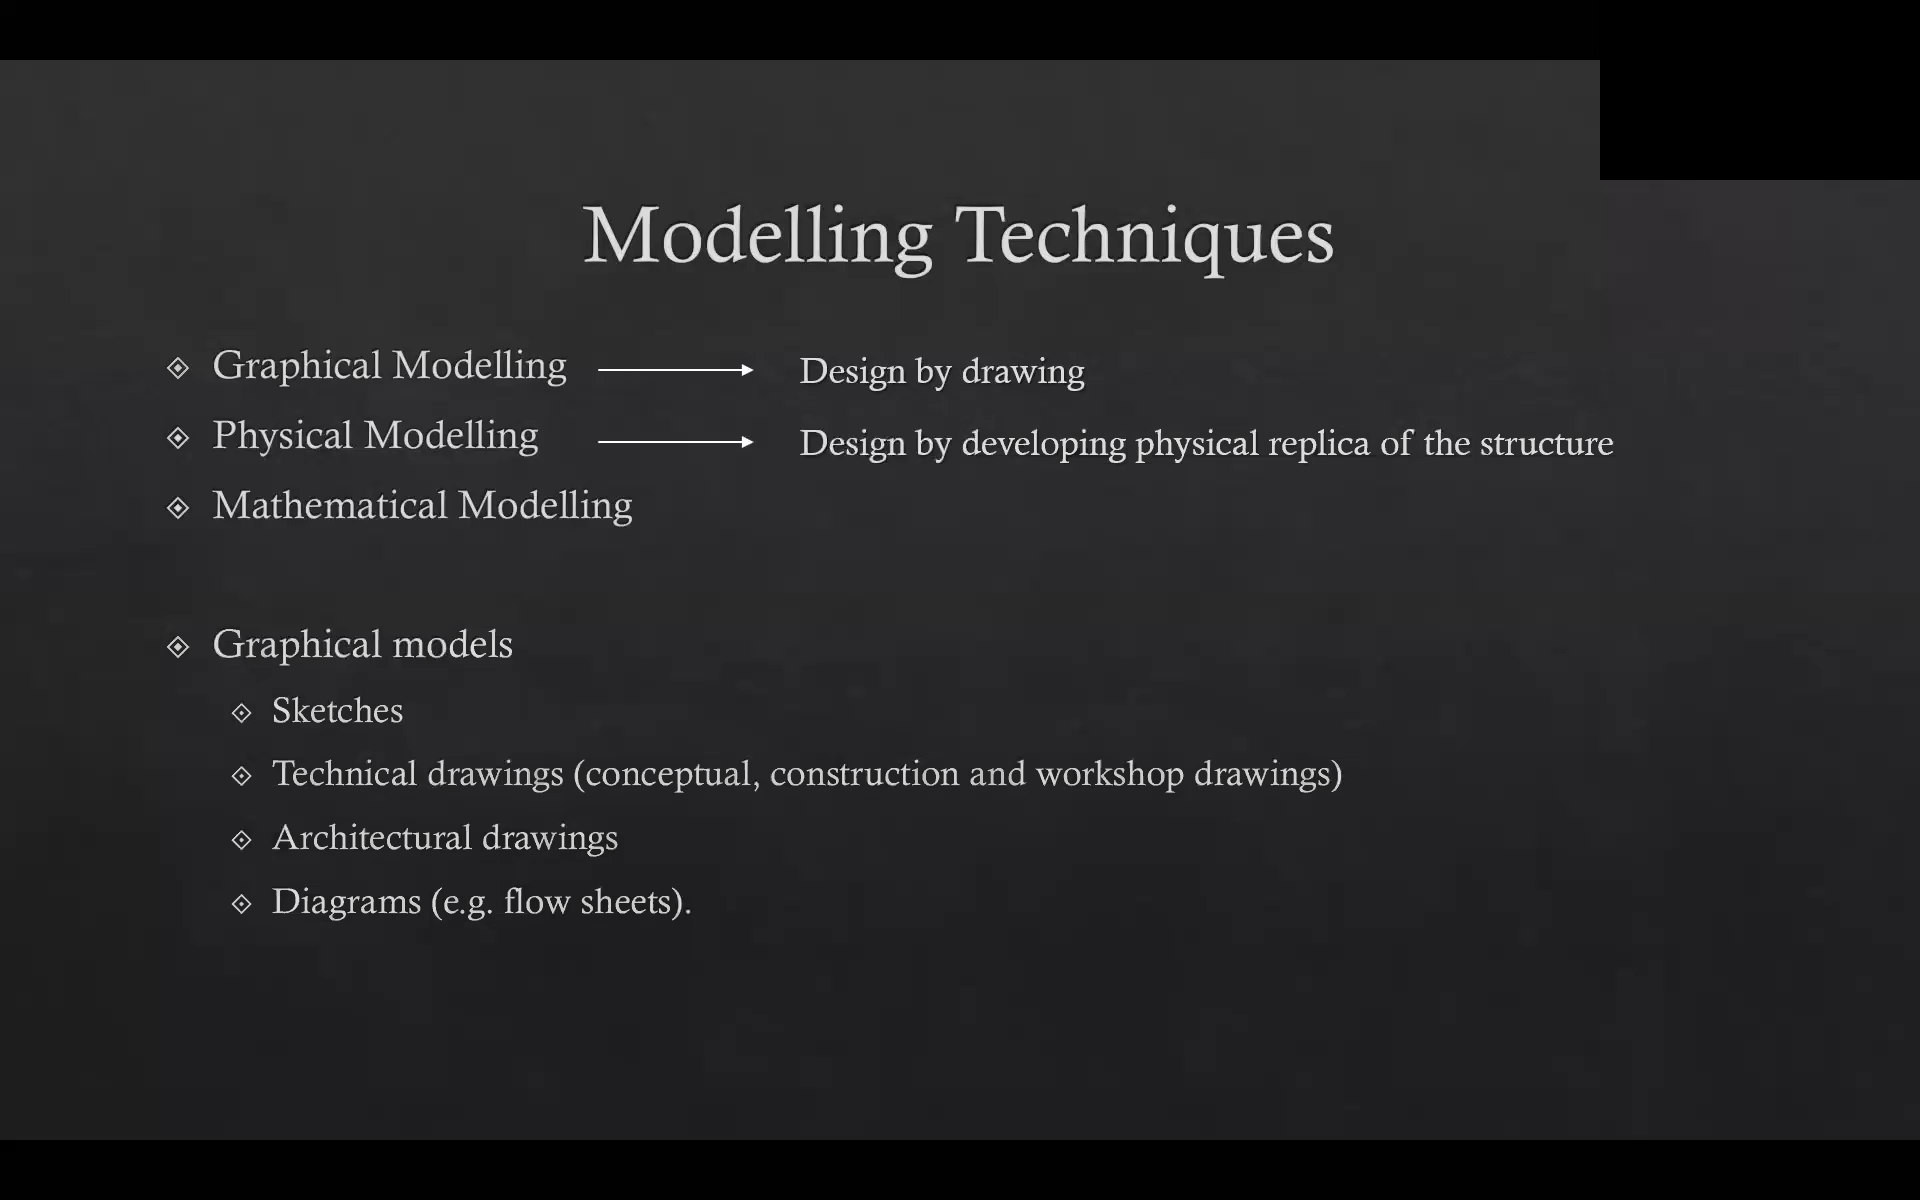 Modelling Techniques
Graphical Modelling
Design by drawing
Physical Modelling
Design by developing physical replica of the structure
Mathematical Modelling
Graphical models
Sketches
Technical drawings (conceptual, construction and workshop drawings)
Architectural drawings
Diagrams (e.g. flow sheets).